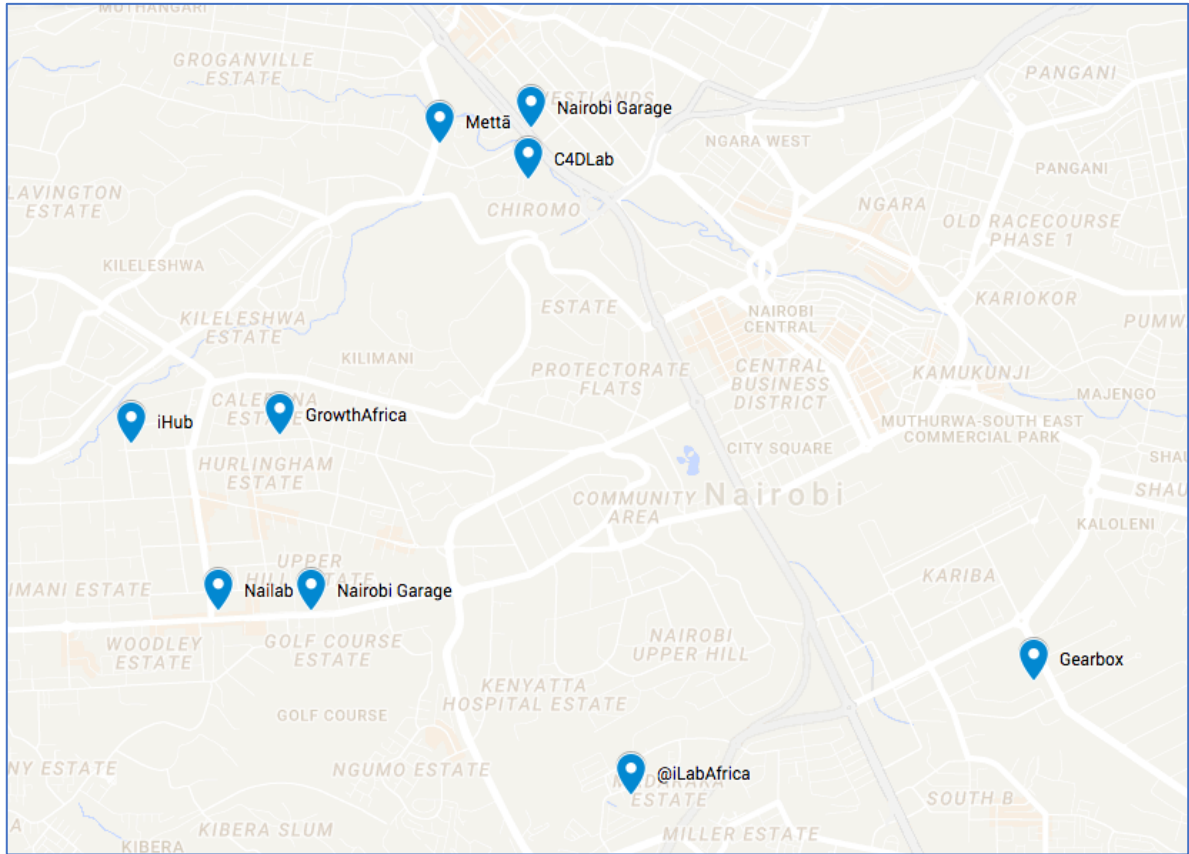 MUTHANGARI
GROGANVILLE
ESTATE
Mettā
Nairobi Garage
WESTLANDS
C4DLab
PANGANI
NGARA WEST
PANGANI
LAVINGTON
ESTATE
CHIROMO
NGARA
OLD RACECOURSE
PHASE 1
KILELESHWA
KARIOKOR
KILELESHWA
ESTATE
ESTATE
NAIROBI
CENTRAL
PUMW
KILIMANI
PROTECTORATE
FLATS
CENTRAL
BUSINESS
DISTRICT
KAMUKUNJI
MAJENGO
iHub
GrowthAfrica
MUTHURWA-SOUTH EAST
COMMERCIAL PARK
CITY SQUARE
SHAU
HURLINGHAM
ESTATE
COMMUNITY
AREA
Nairobi
SHAU
KALOLENI
UPPER
HILL ESTATE
KARIBA
IMANI ESTATE
Nailab
Nairobi Garage
WOODLEY
ESTATE
GOLF COURSE
ESTATE
NAIROBI
UPPER HILL
Gearbox
KENYATTA
HOSPITAL ESTATE
GOLF COURSE
NY ESTATE
NGUMO ESTATE
@iLabAfrica
ESTATE
SOUTH B
KIBERA SLUM
MILLER ESTATE
A
KIBERA